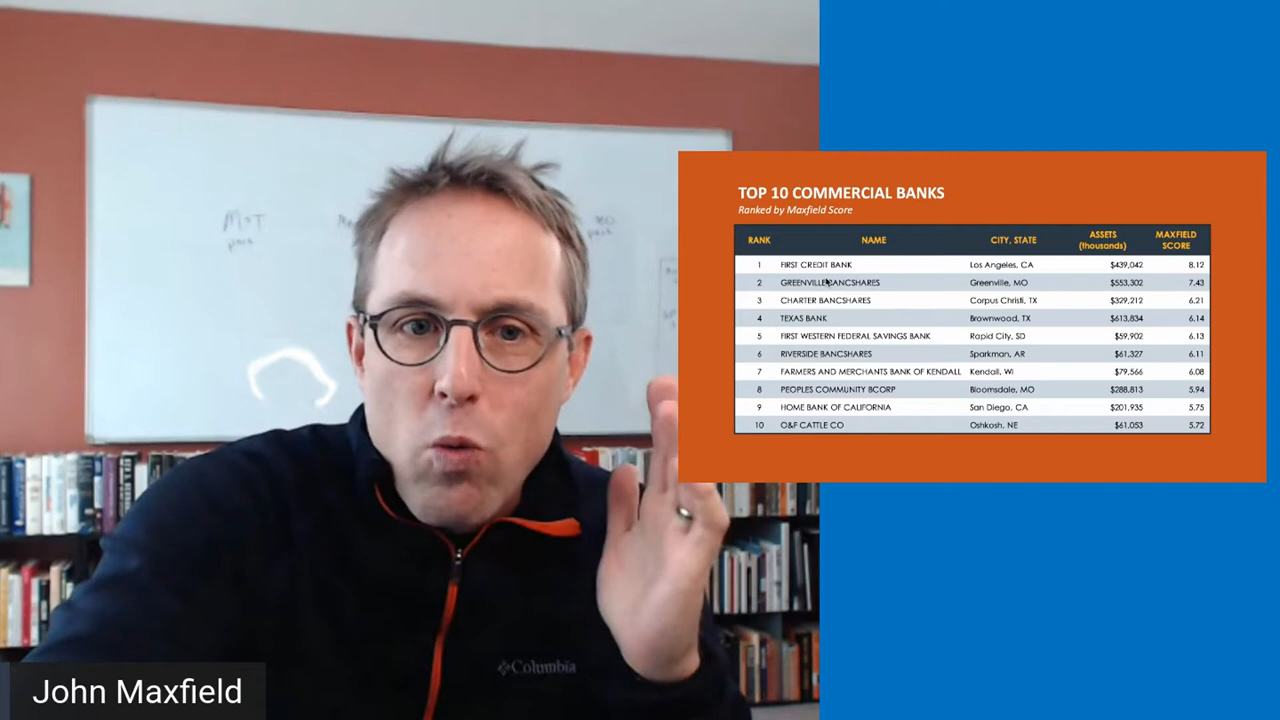 M&T
TOP 10 COMMERCIAL BANKS
Ranked by Maxfield Score
RANK NAME CITY, STATE ASSETS (thousands) MAXFIELD SCORE
1 FIRST CREDIT BANK Los Angeles, CA $439,042 8.12
2 GREENVILLE BANCSHARES Greenville, MO $553,302 7.43
3 CHARTER BANCSHARES Corpus Christi, TX $329,212 6.21
4 TEXAS BANK Brownwood, TX $613,834 6.14
5 FIRST WESTERN FEDERAL SAVINGS BANK Rapid City, SD $59,902 6.13
6 RIVERSIDE BANCSHARES Sparkman, AR $61,327 6.11
7 FARMERS AND MERCHANTS BANK OF KENDALL Kendall, WI $79,566 6.08
8 PEOPLES COMMUNITY BCORP Bloomsdale, MO $288,813 5.94
9 HOME BANK OF CALIFORNIA San Diego, CA $201,935 5.75
10 O&F CATTLE CO Oshkosh, NE $61,053 5.72
Columbia
John Maxfield